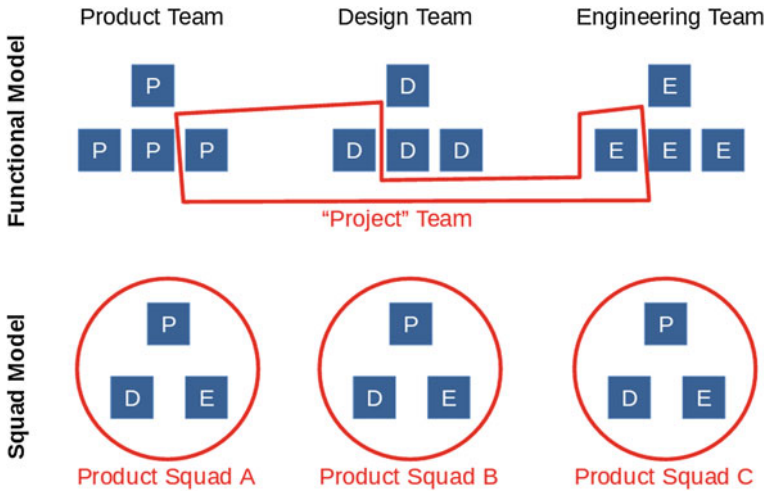 Product Team Design Team Engineering Team
Functional Model
P D E
P P P D D D E E E
“Project” Team
Squad Model
P P P
D E D E D E
Product Squad A Product Squad B Product Squad C